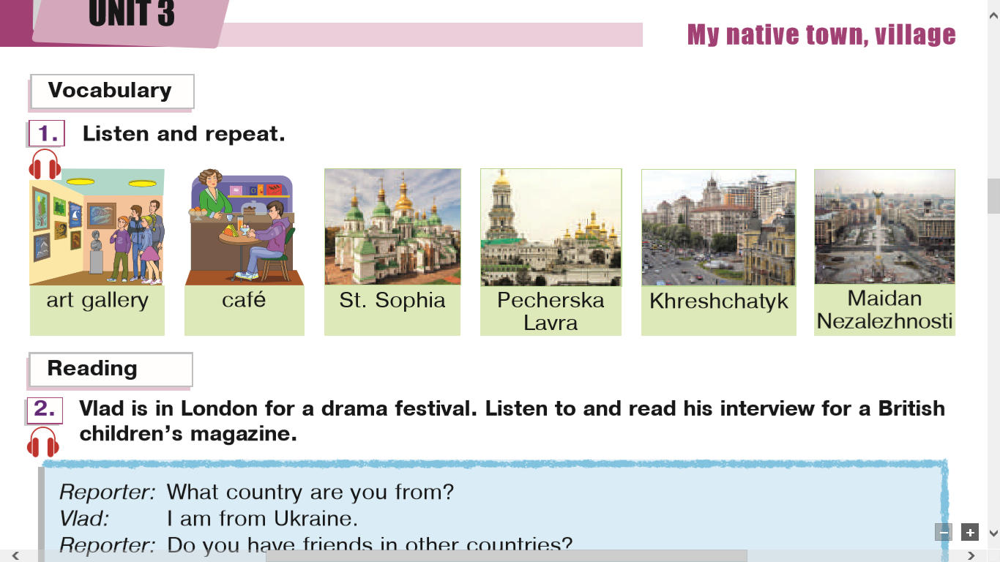 UNIT 3
My native town, village
Vocabulary
1. Listen and repeat.
art gallery
café
St. Sophia
Pecherska
Lavra
Khreshchatyk
Maidan
Nezalezhnosti
Reading
2. Vlad is in London for a drama festival. Listen to and read his interview for a British
children’s magazine.
Reporter: What country are you from?
Vlad: I am from Ukraine.
Reporter: Do you have friends in other countries?